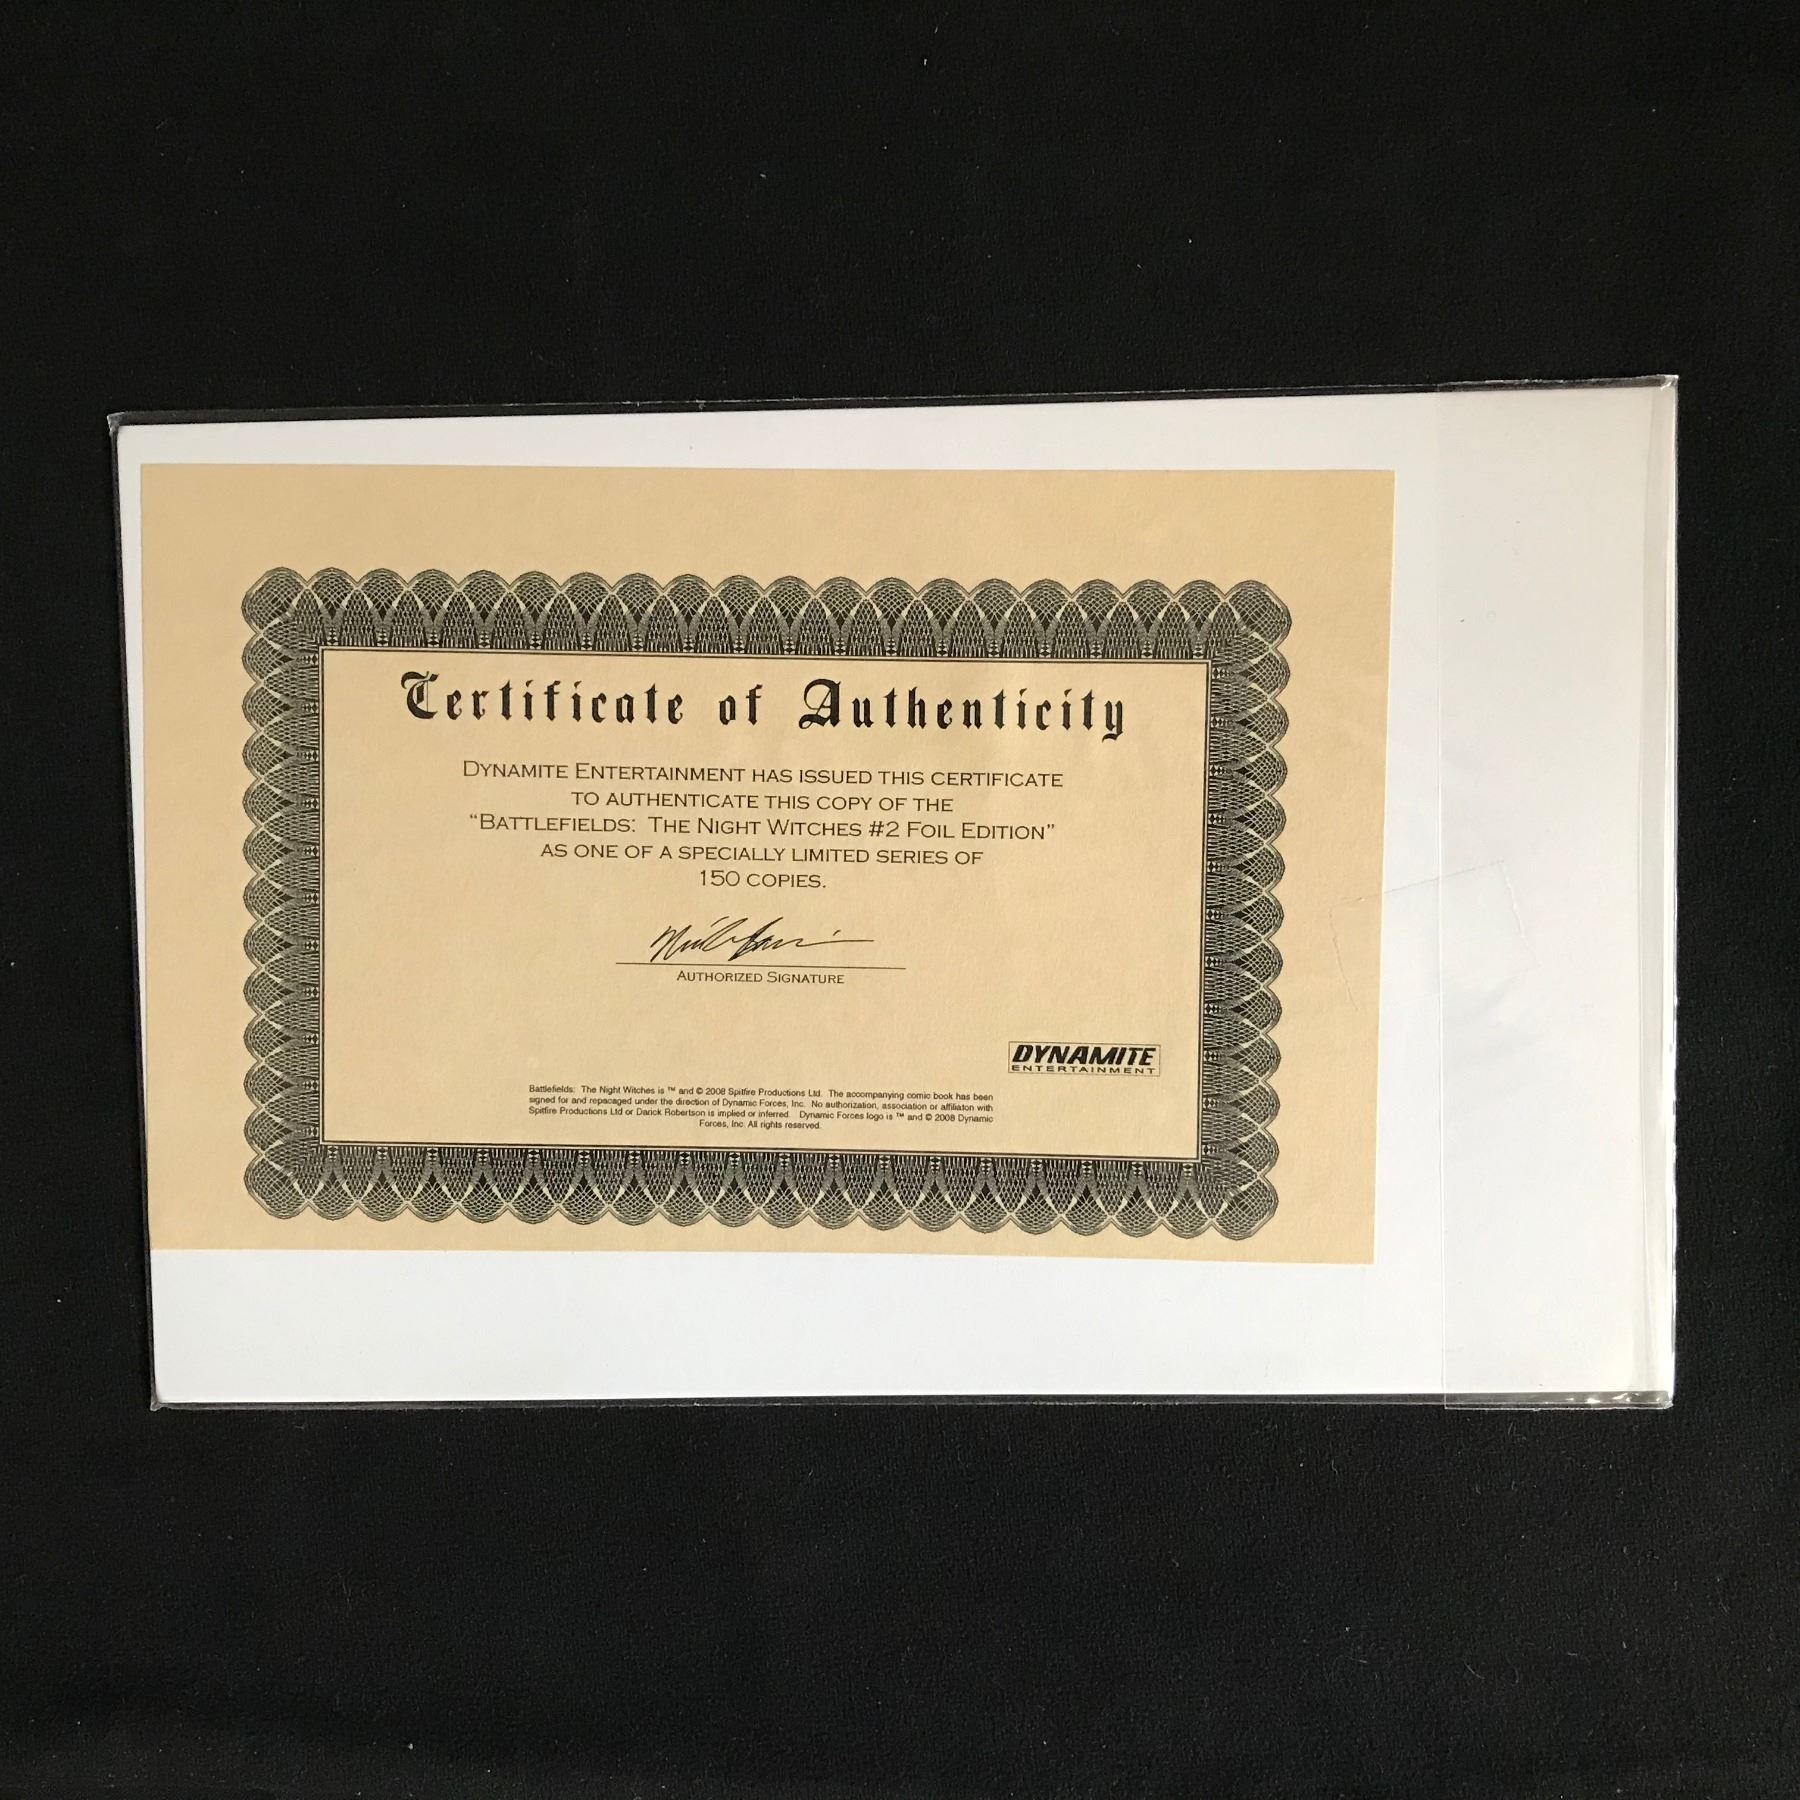 Certificate of Authenticity
DYNAMITE ENTERTAINMENT HAS ISSUED THIS CERTIFICATE
TO AUTHENTICATE THIS COPY OF THE
“BATTLEFIELDS: THE NIGHT WITCHES #2 FOIL EDITION”
AS ONE OF A SPECIALLY LIMITED SERIES OF
150 COPIES.
AUTHORIZED SIGNATURE
DYNAMITE
ENTERTAINMENT
Battlefields: The Night Witches is ™ and © 2008 Spitfire Productions Ltd. The accompanying comic book has been
signed for and repacaged under the direction of Dynamic Forces, Inc. No authorization, association or affiliaton with
Spitfire Productions Ltd or Darick Robertson is implied or inferred. Dynamic Forces logo is ™ and © 2008 Dynamic
Forces, Inc. All rights reserved.